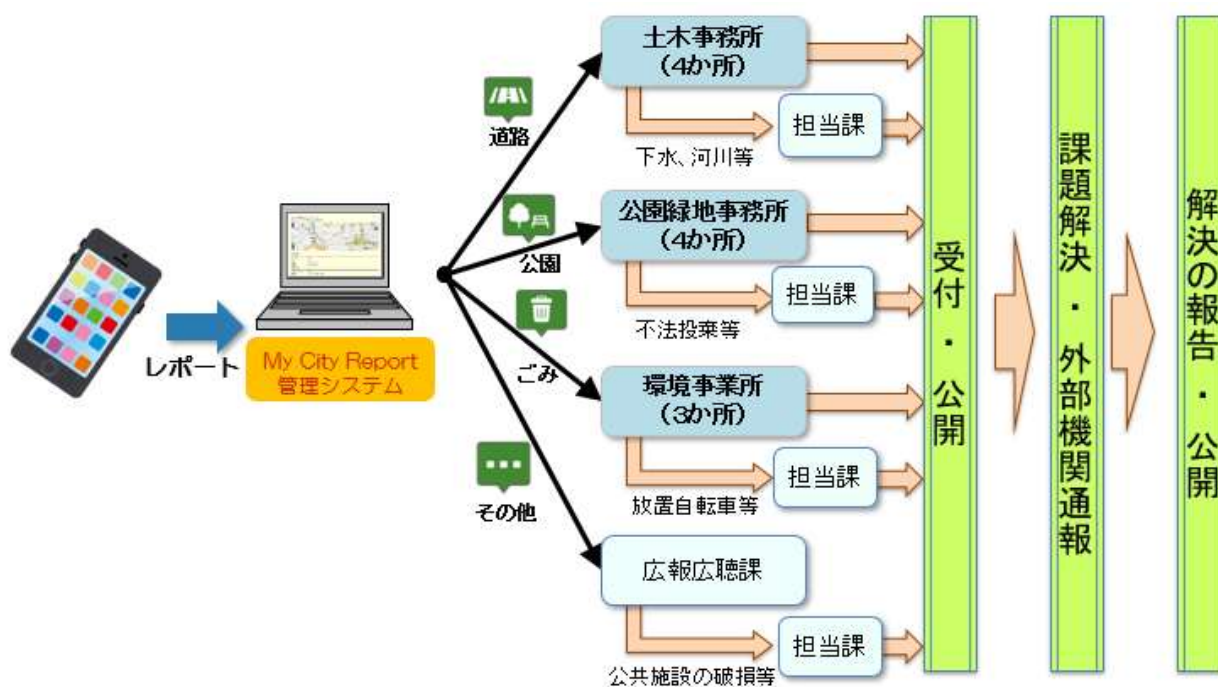 レポート
My City Report
管理システム
道路
公園
ごみ
その他
土木事務所
（4か所）
下水、河川等
担当課
公園緑地事務所
（4か所）
不法投棄等
担当課
環境事業所
（3か所）
放置自転車等
担当課
広報広聴課
公共施設の破損等
担当課
受付・公開
課題解決・外部機関通報
解決の報告・公開